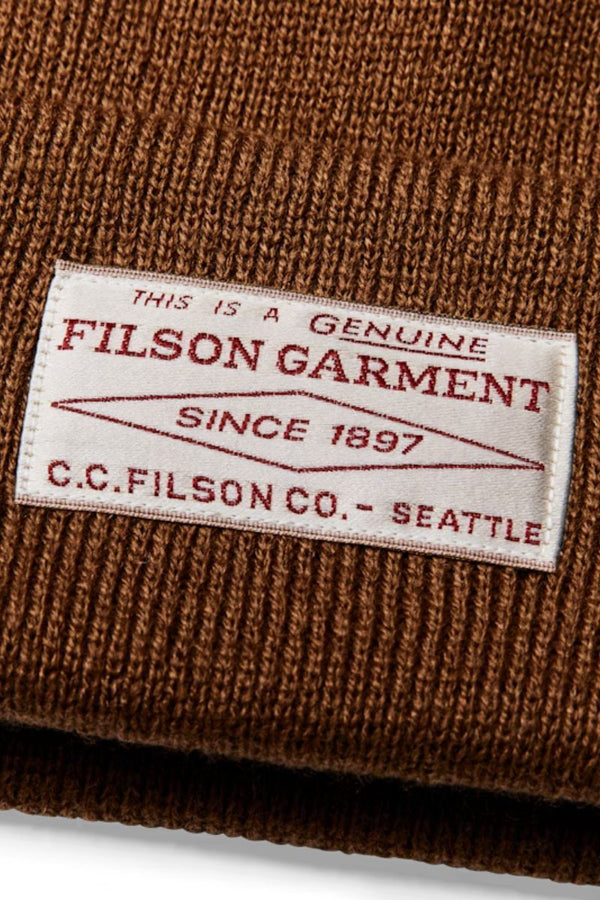 THIS IS A GENUINE
FILSON GARMENT
SINCE 1897
C.C.FILSON CO.- SEATTLE